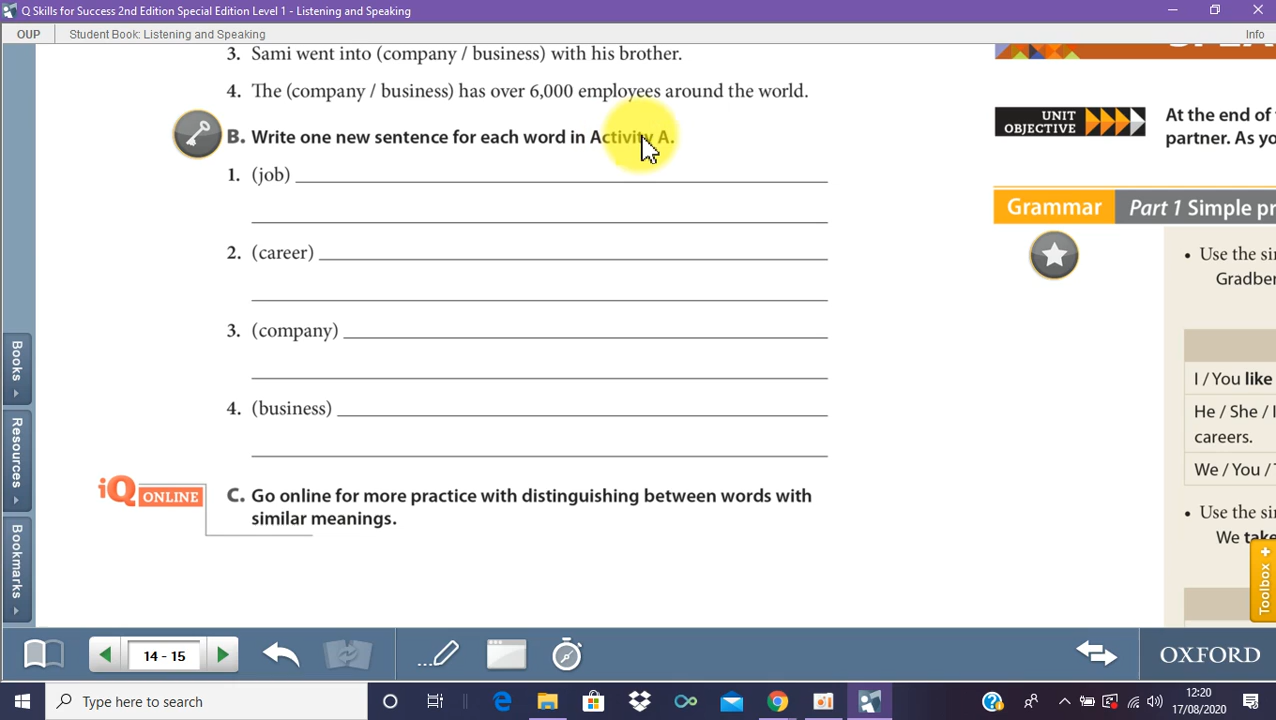 Q Skills for Success 2nd Edition Special Edition Level 1 - Listening and Speaking
OUP Student Book: Listening and Speaking Info
3. Sami went into (company / business) with his brother.
4. The (company / business) has over 6,000 employees around the world.
B. Write one new sentence for each word in Activity A.
1. (job)
2. (career)
3. (company)
4. (business)
iQ ONLINE
C. Go online for more practice with distinguishing between words with
similar meanings.
UNIT
OBJECTIVE
At the end of
partner. As yo
Grammar Part 1 Simple pr
• Use the si
Gradber
I / You like
He / She / I
careers.
We / You /
• Use the si
We take
Books
Resources
Bookmarks
Toolbox +
14 - 15
OXFORD
Type here to search
12:20
17/08/2020